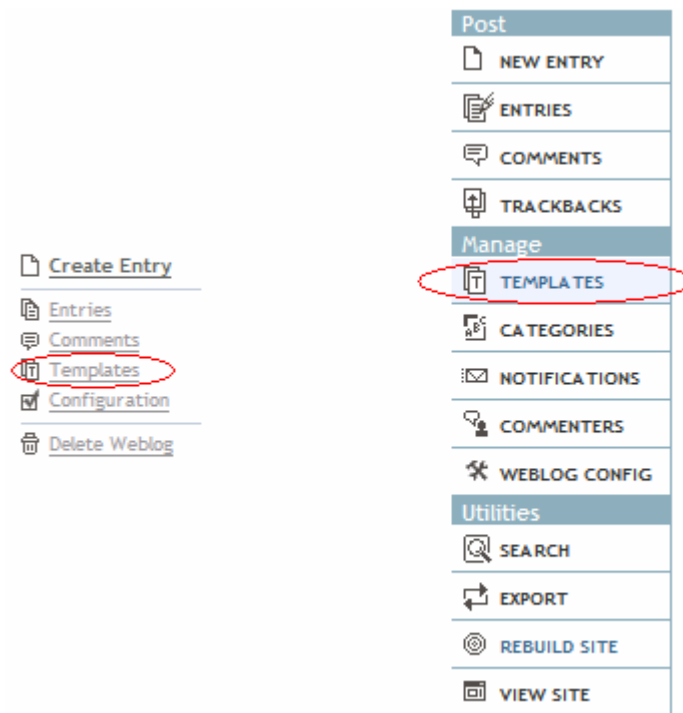 Create Entry
Entries
Comments
Templates
Configuration
Delete Weblog
Post
NEW ENTRY
ENTRIES
COMMENTS
TRACKBACKS
Manage
TEMPLATES
CATEGORIES
NOTIFICATIONS
COMMENTERS
WEBLOG CONFIG
Utilities
SEARCH
EXPORT
REBUILD SITE
VIEW SITE